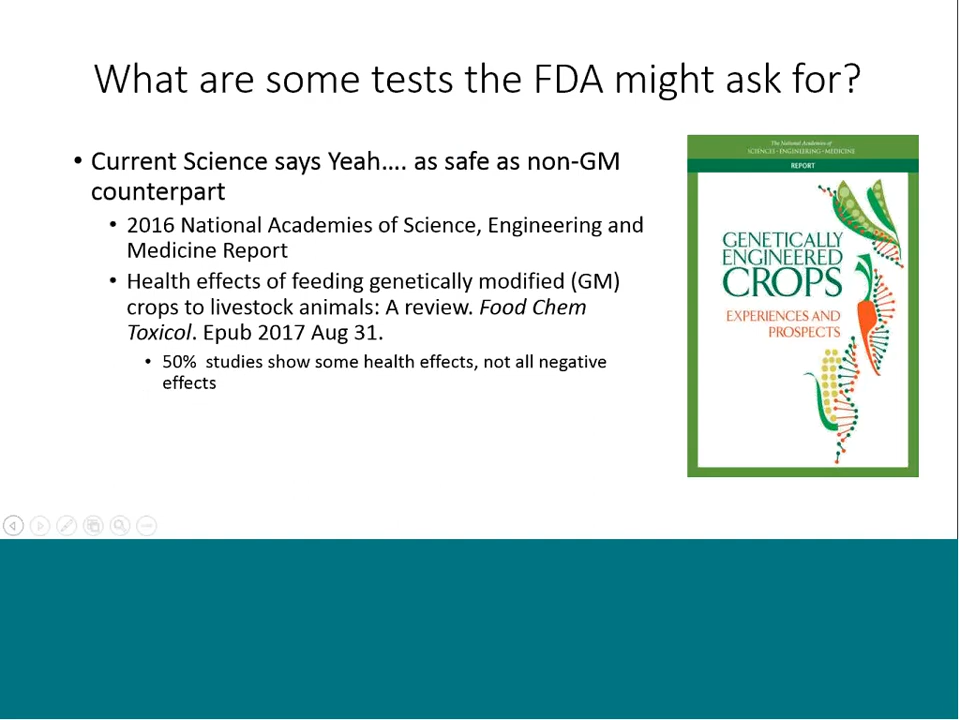 What are some tests the FDA might ask for?
• Current Science says Yeah…. as safe as non-GM
counterpart
• 2016 National Academies of Science, Engineering and
Medicine Report
• Health effects of feeding genetically modified (GM)
crops to livestock animals: A review. Food Chem
Toxicol. Epub 2017 Aug 31.
• 50% studies show some health effects, not all negative
effects
The National Academies of
SCIENCES • ENGINEERING • MEDICINE
REPORT
GENETICALLY
ENGINEERED
CROPS
EXPERIENCES AND
PROSPECTS